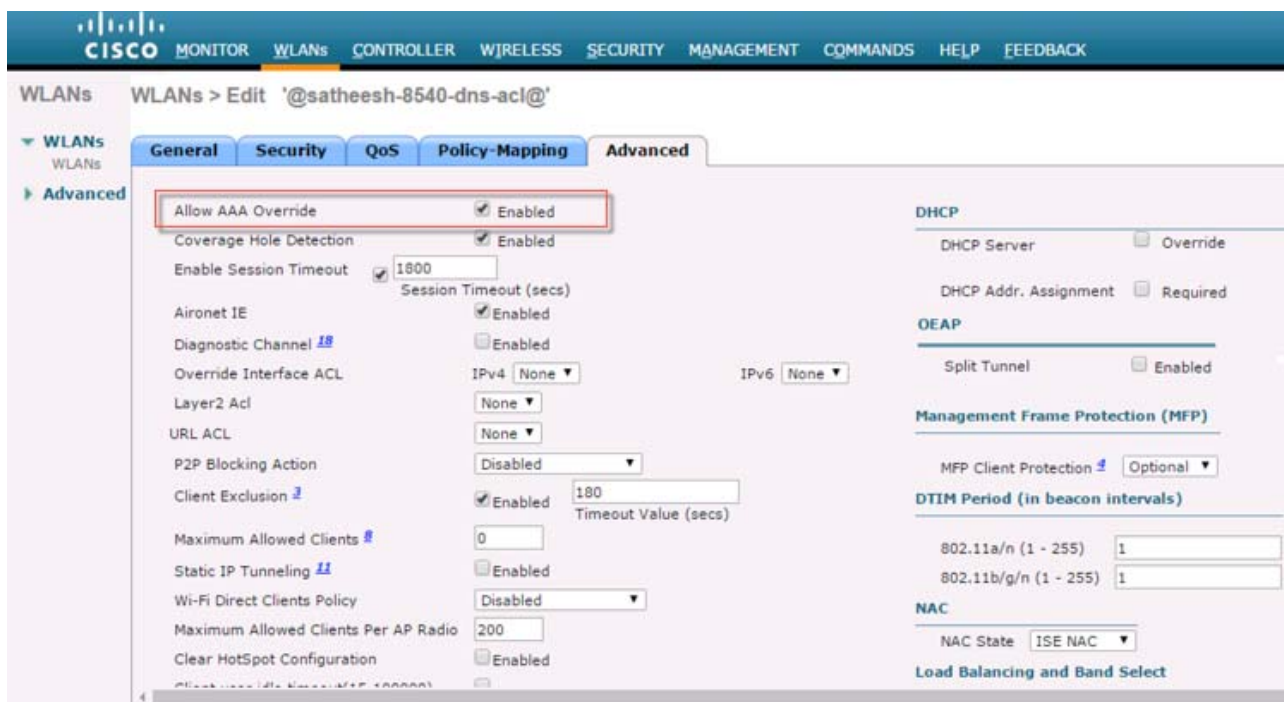 CISCO MONITOR WLANs CONTROLLER WIRELESS SECURITY MANAGEMENT COMMANDS HELP FEEDBACK
WLANs
WLANs > Edit '@satheesh-8540-dns-acl@'
WLANs
WLANs
Advanced
General Security QoS Policy-Mapping Advanced
Allow AAA Override Enabled
Coverage Hole Detection Enabled
Enable Session Timeout 1800
Session Timeout (secs)
Aironet IE Enabled
Diagnostic Channel 18 Enabled
Override Interface ACL IPv4 None IPv6 None
Layer2 Acl None
URL ACL None
P2P Blocking Action Disabled
Client Exclusion 3 Enabled 180
Timeout Value (secs)
Maximum Allowed Clients 8 0
Static IP Tunneling 11 Enabled
Wi-Fi Direct Clients Policy Disabled
Maximum Allowed Clients Per AP Radio 200
Clear HotSpot Configuration Enabled
Client user idle timeout(15-100000)
DHCP
DHCP Server Override
DHCP Addr. Assignment Required
OEAP
Split Tunnel Enabled
Management Frame Protection (MFP)
MFP Client Protection 4 Optional
DTIM Period (in beacon intervals)
802.11a/n (1 - 255) 1
802.11b/g/n (1 - 255) 1
NAC
NAC State ISE NAC
Load Balancing and Band Select